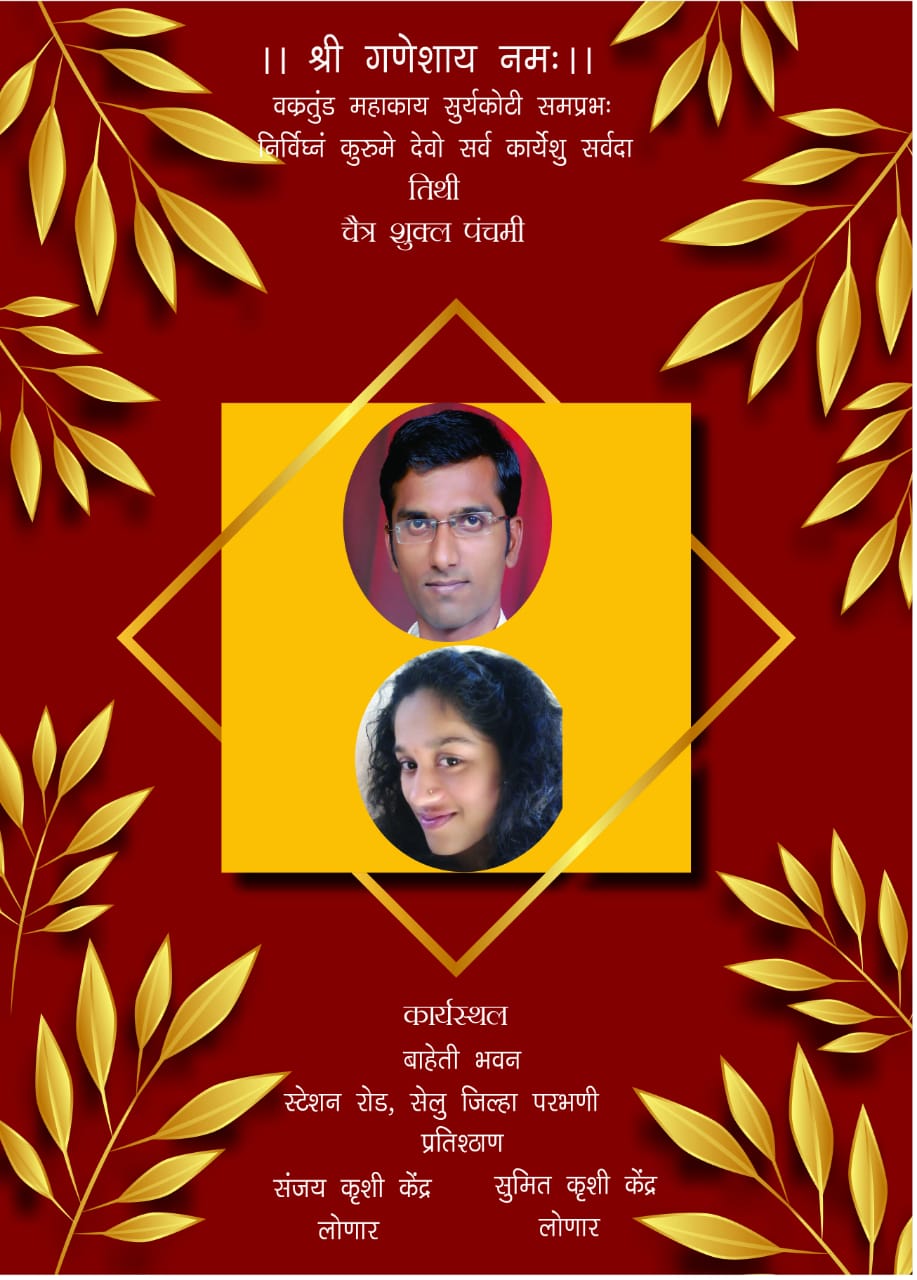 ।। श्री गणेशाय नमः।।
वक्रतुंड महाकाय सुर्यकोटी समप्रभः
निर्विघ्नं कुरुमे देवो सर्व कार्येशु सर्वदा
तिथी
चैत्र शुक्ल पंचमी
कार्यस्थल
बाहेती भवन
स्टेशन रोड, सेलु जिल्हा परभणी
प्रतिश्ठाण
संजय कृशी केंद्र सुमित कृशी केंद्र
लोणार लोणार